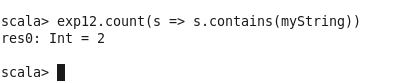 scala> exp12.count(s => s.contains(myString))
res0: Int = 2
scala>